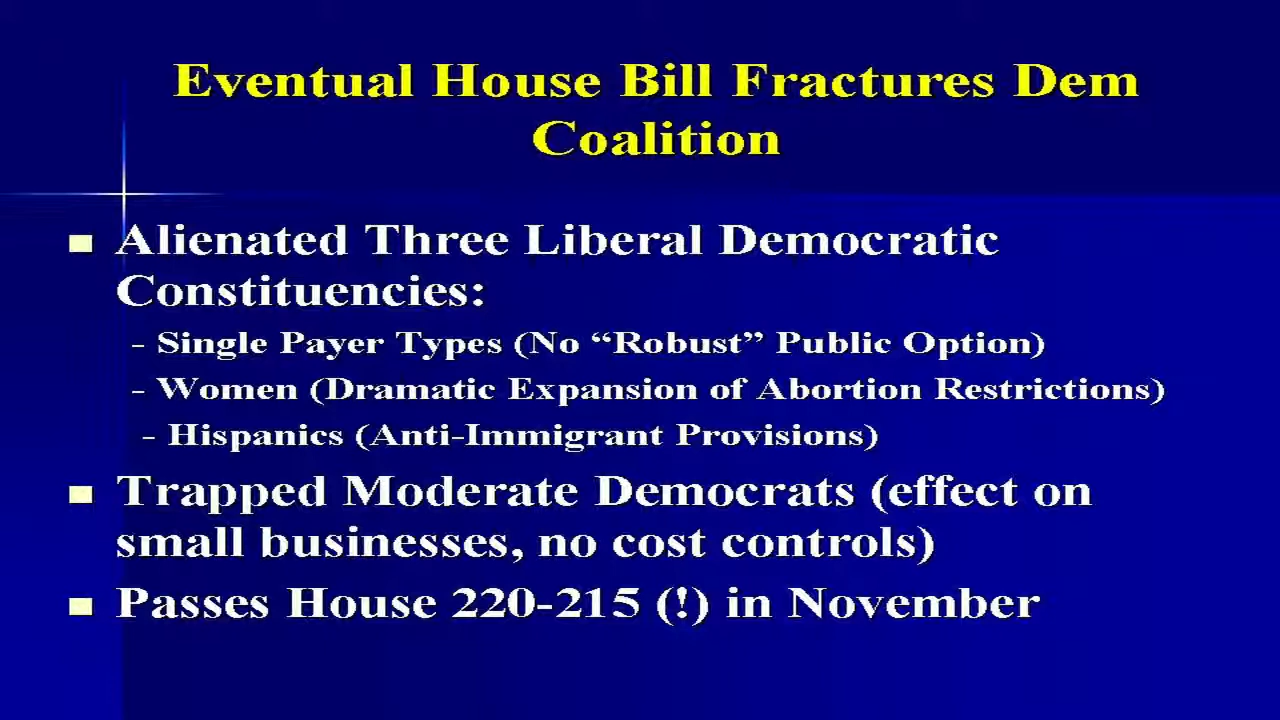 Eventual House Bill Fractures Dem
Coalition
Alienated Three Liberal Democratic
Constituencies:
- Single Payer Types (No “Robust” Public Option)
- Women (Dramatic Expansion of Abortion Restrictions)
- Hispanics (Anti-Immigrant Provisions)
Trapped Moderate Democrats (effect on
small businesses, no cost controls)
Passes House 220-215 (!) in November